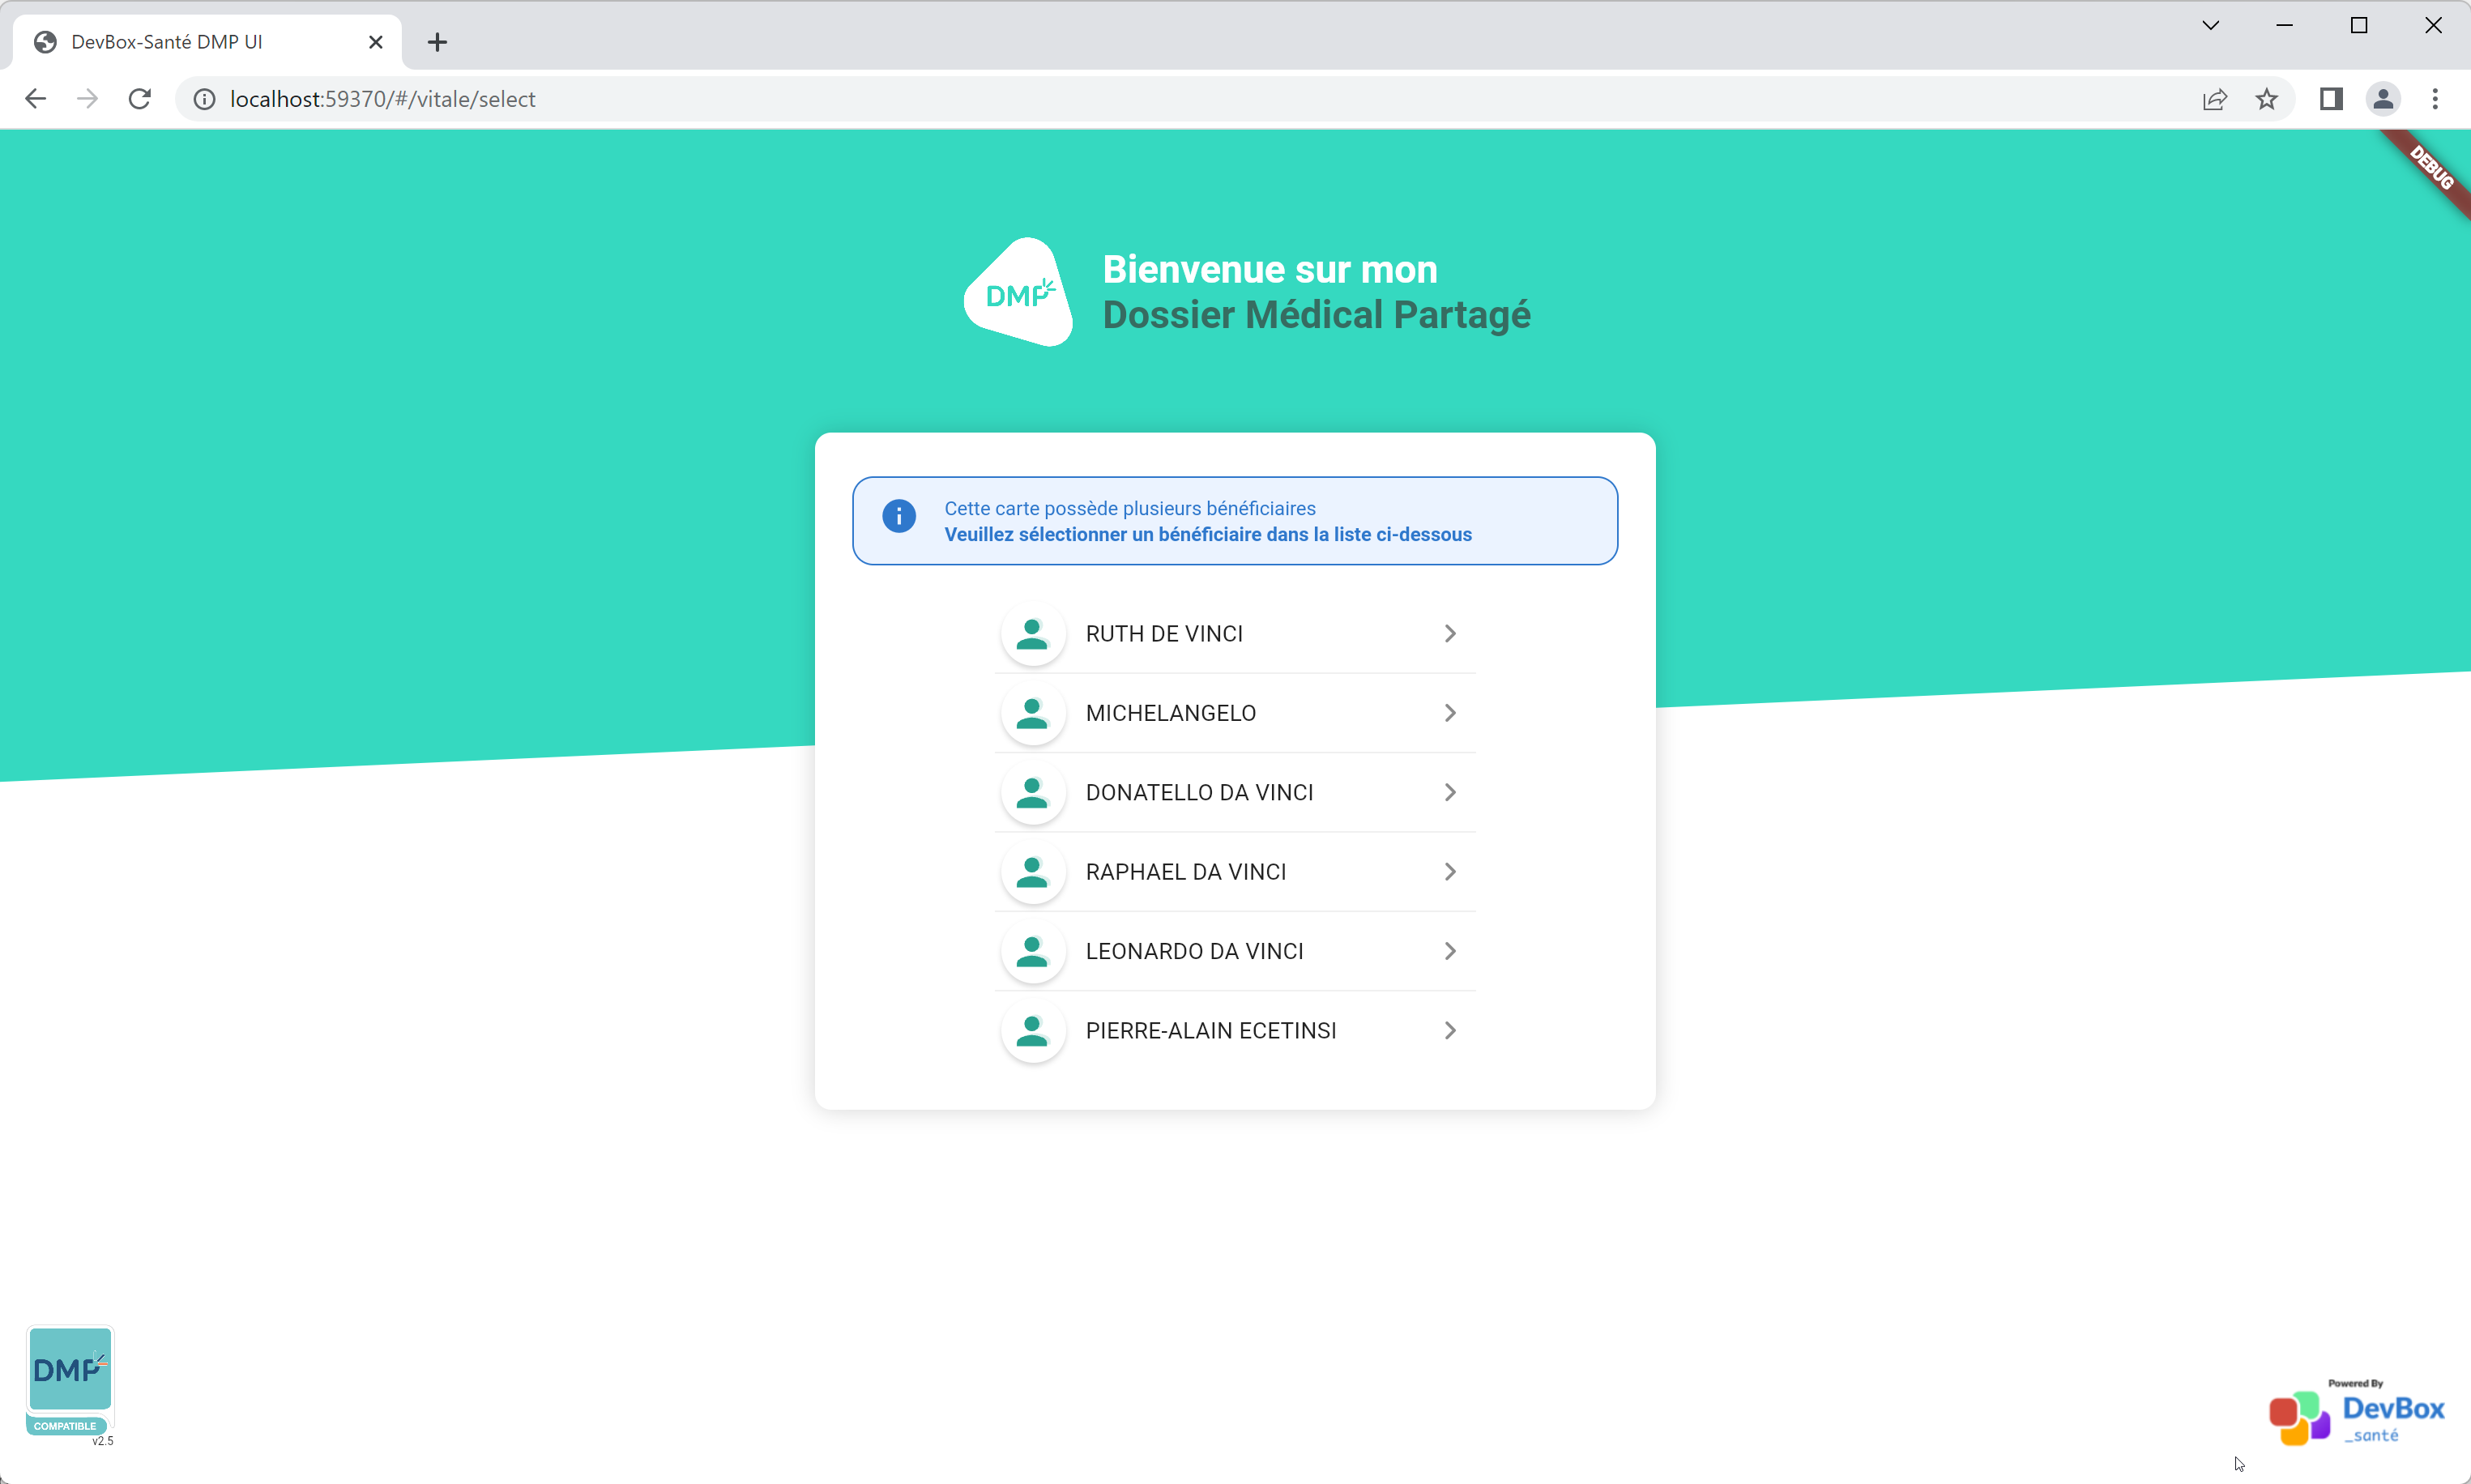 DevBox-Santé DMP UI
localhost:59370/#/vitale/select
DEBUG
DMP
Bienvenue sur mon
Dossier Médical Partagé
Cette carte possède plusieurs bénéficiaires
Veuillez sélectionner un bénéficiaire dans la liste ci-dessous
RUTH DE VINCI
MICHELANGELO
DONATELLO DA VINCI
RAPHAEL DA VINCI
LEONARDO DA VINCI
PIERRE-ALAIN ECETINSI
DMP
COMPATIBLE
v2.5
Powered By
DevBox
_santé